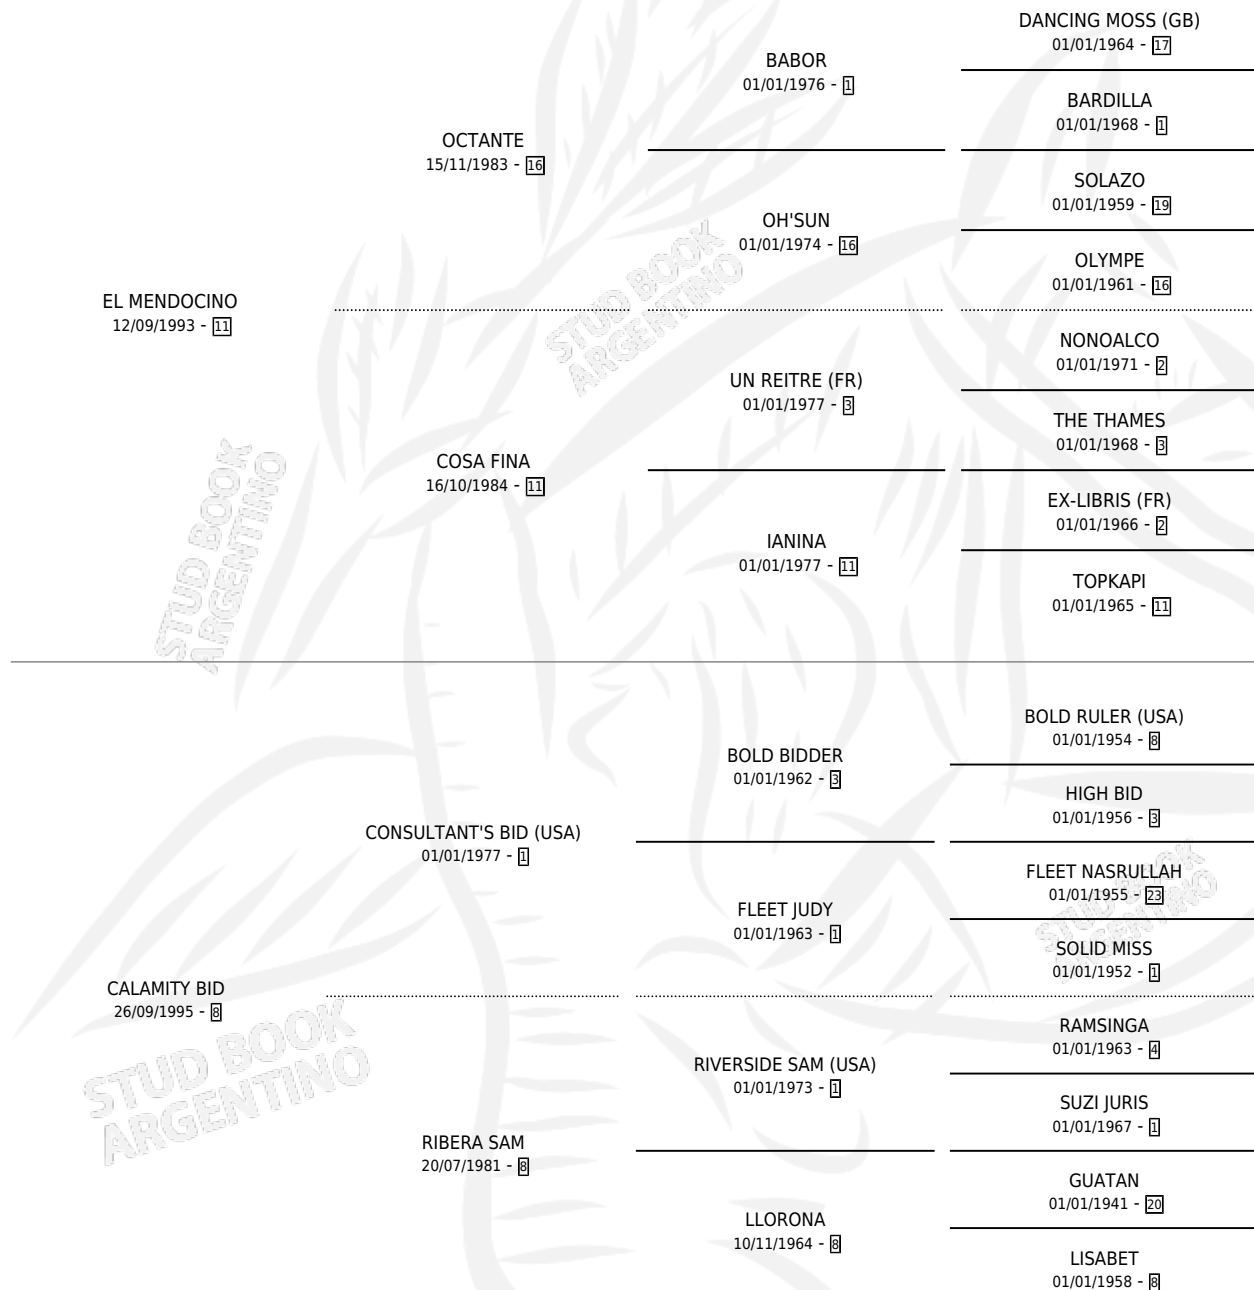 DANCING MOSS (GB)
01/01/1964 - 17
BABOR
01/01/1976 - 1
BARDILLA
01/01/1968 - 1
OCTANTE
15/11/1983 - 16
SOLAZO
01/01/1959 - 19
OH'SUN
01/01/1974 - 16
OLYMPE
01/01/1961 - 16
EL MENDOCINO
12/09/1993 - 11
NONOALCO
01/01/1971 - 2
UN REITRE (FR)
01/01/1977 - 3
THE THAMES
01/01/1968 - 3
COSA FINA
16/10/1984 - 11
EX-LIBRIS (FR)
01/01/1966 - 2
IANINA
01/01/1977 - 11
TOPKAPI
01/01/1965 - 11
STUD BOOK
ARGENTINO
STUD BOOK
ARGENTINO
BOLD RULER (USA)
01/01/1954 - 8
BOLD BIDDER
01/01/1962 - 3
HIGH BID
01/01/1956 - 3
CONSULTANT'S BID (USA)
01/01/1977 - 1
FLEET NASRULLAH
01/01/1955 - 23
FLEET JUDY
01/01/1963 - 1
SOLID MISS
01/01/1952 - 1
CALAMITY BID
26/09/1995 - 8
RAMSINGA
01/01/1963 - 4
RIVERSIDE SAM (USA)
01/01/1973 - 1
SUZI JURIS
01/01/1967 - 1
RIBERA SAM
20/07/1981 - 8
GUATAN
01/01/1941 - 20
LLORONA
10/11/1964 - 8
LISABET
01/01/1958 - 8
STUD BOOK
ARGENTINO
STUD BOOK
ARGENTINO